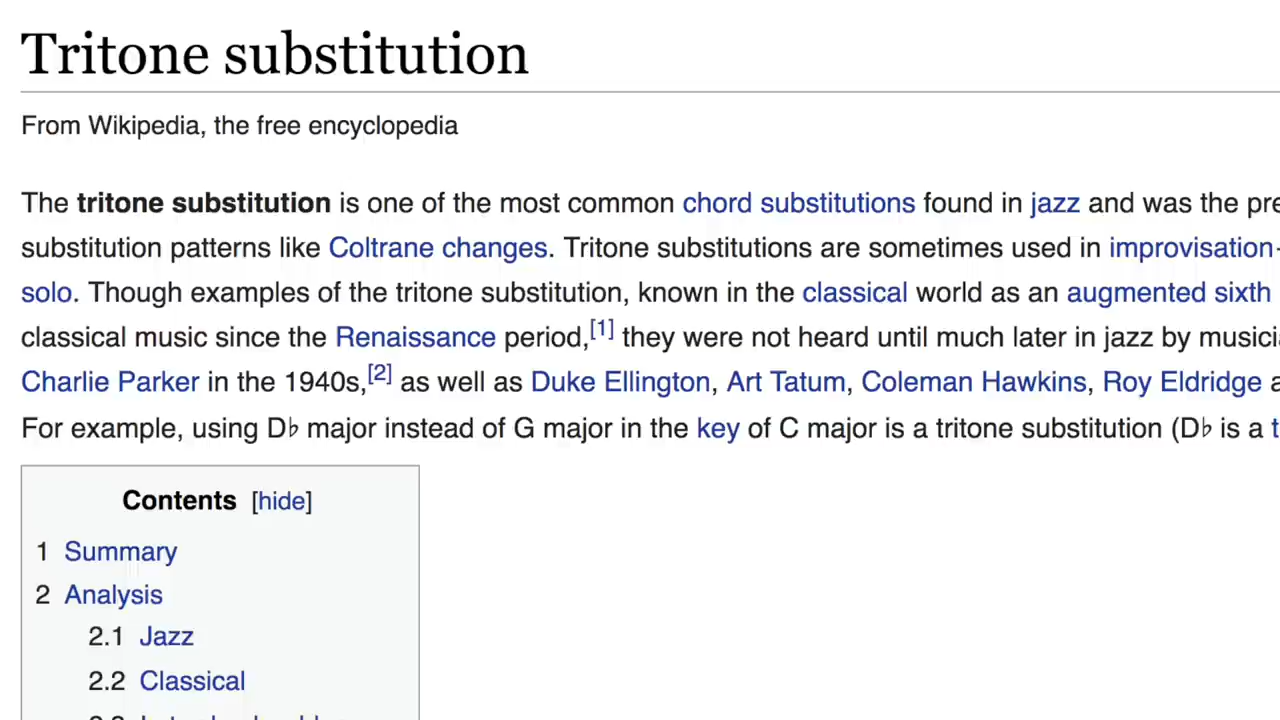 Tritone substitution
From Wikipedia, the free encyclopedia
The tritone substitution is one of the most common chord substitutions found in jazz and was the
substitution patterns like Coltrane changes. Tritone substitutions are sometimes used in improvisation
solo. Though examples of the tritone substitution, known in the classical world as an augmented sixth
classical music since the Renaissance period,[1] they were not heard until much later in jazz by
Charlie Parker in the 1940s,[2] as well as Duke Ellington, Art Tatum, Coleman Hawkins, Roy Eldridge
For example, using D♭ major instead of G major in the key of C major is a tritone substitution (D♭ is a
Contents [hide]
1 Summary
2 Analysis
2.1 Jazz
2.2 Classical